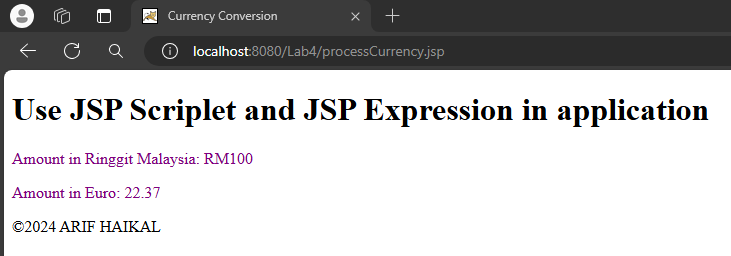 Currency Conversion
localhost:8080/Lab4/processCurrency.jsp
Use JSP Scriplet and JSP Expression in application
Amount in Ringgit Malaysia: RM100
Amount in Euro: 22.37
©2024 ARIF HAIKAL